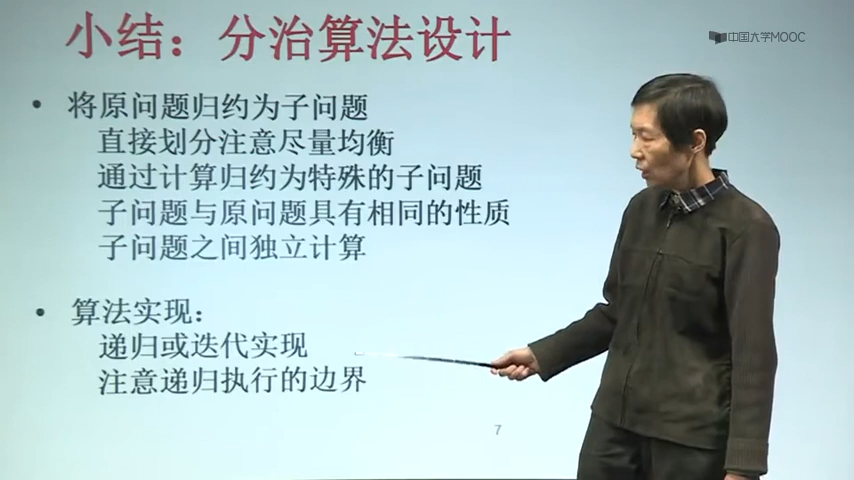 小结：分治算法设计
中国大学MOOC
• 将原问题归约为子问题
直接划分注意尽量均衡
通过计算归约为特殊的子问题
子问题与原问题具有相同的性质
子问题之间独立计算
• 算法实现：
递归或迭代实现
注意递归执行的边界
7